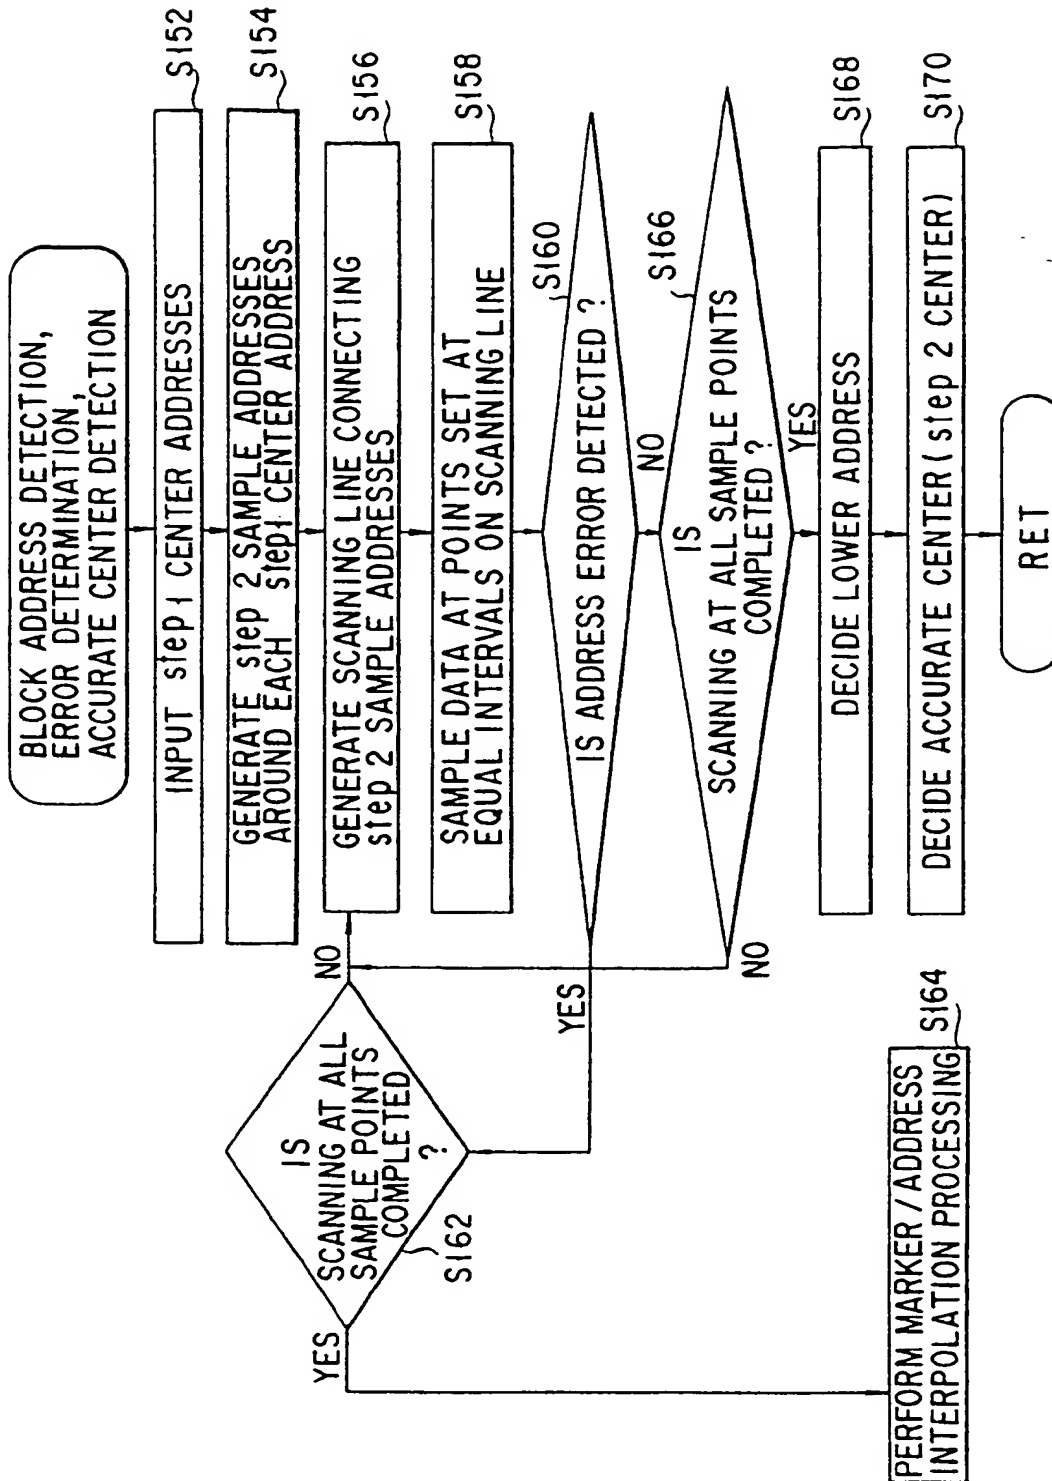 BLOCK ADDRESS DETECTION,
ERROR DETERMINATION,
ACCURATE CENTER DETECTION
INPUT step1 CENTER ADDRESSES
S152
GENERATE step 2 SAMPLE ADDRESSES
AROUND EACH step1 CENTER ADDRESS
S154
GENERATE SCANNING LINE CONNECTING
step 2 SAMPLE ADDRESSES
S156
SAMPLE DATA AT POINTS SET AT
EQUAL INTERVALS ON SCANNING LINE
S158
IS ADDRESS ERROR DETECTED ?
S160
YES
NO
IS
SCANNING AT ALL
SAMPLE POINTS
COMPLETED
?
S162
YES
NO
PERFORM MARKER / ADDRESS
INTERPOLATION PROCESSING
S164
IS
SCANNING AT ALL SAMPLE POINTS
COMPLETED ?
S166
NO
YES
DECIDE LOWER ADDRESS
S168
DECIDE ACCURATE CENTER(step 2 CENTER)
S170
RET